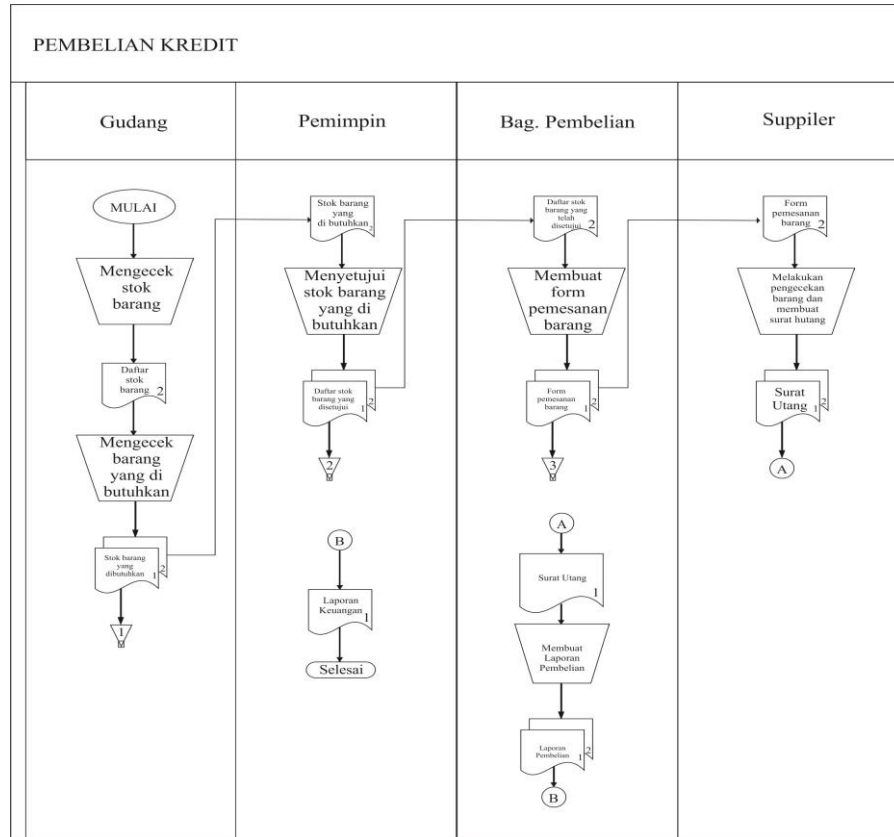 PEMBELIAN KREDIT
Gudang
Pemimpin
Bag. Pembelian
Suppiler
MULAI
Mengecek
stok
barang
Daftar
stok
barang
2
Mengecek
barang
yang di
butuhkan
Stok barang
yang
dibutuhkan
1
2
1
Stok barang
yang
di butuhkan
2
Menyetujui
stok barang
yang di
butuhkan
Daftar stok
barang yang
disetujui
1
2
2
B
Laporan
Keuangan
1
Selesai
Daftar stok
barang yang
telah
disetujui
2
Membuat
form
pemesanan
barang
Form
pemesanan
barang
1
2
3
A
Surat Utang
1
Membuat
Laporan
Pembelian
Laporan
Pembelian
1
2
B
Form
pemesanan
barang
2
Melakukan
pengecekan
barang dan
membuat
surat hutang
Surat
Utang
1
2
A